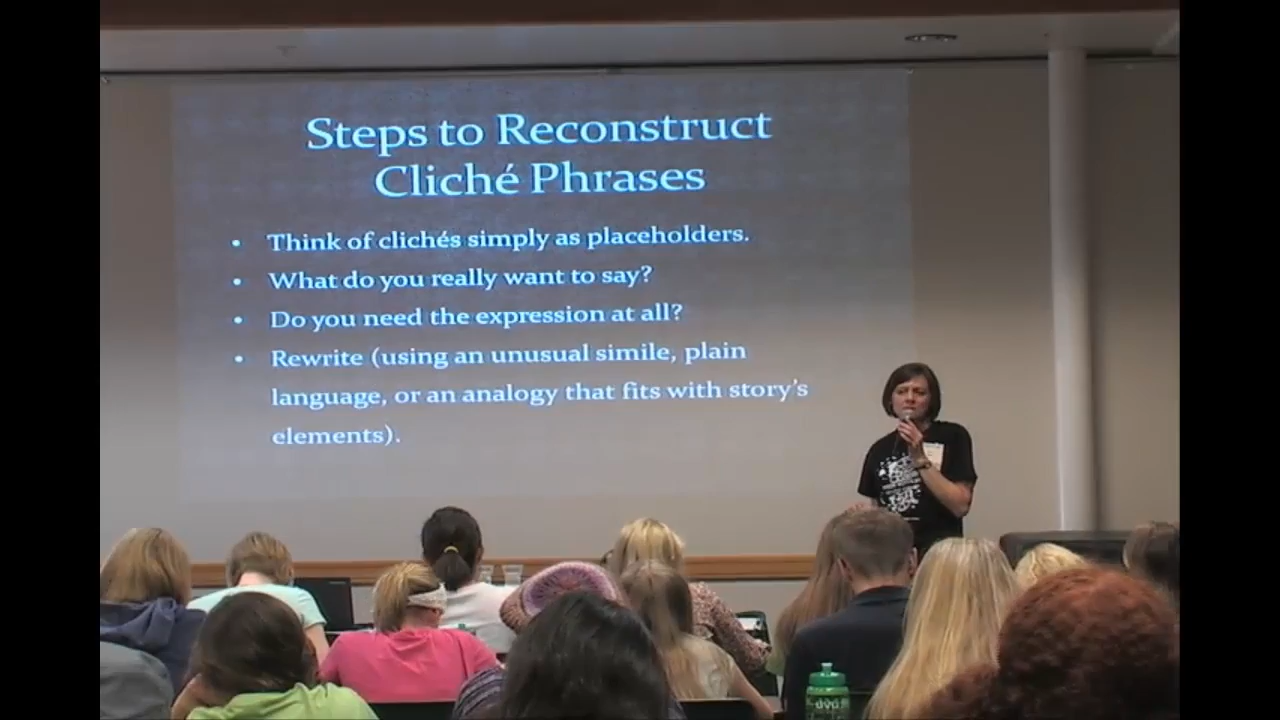 Steps to Reconstruct
Cliché Phrases
• Think of clichés simply as placeholders.
• What do you really want to say?
• Do you need the expression at all?
• Rewrite (using an unusual simile, plain
language, or an analogy that fits with story's
elements).